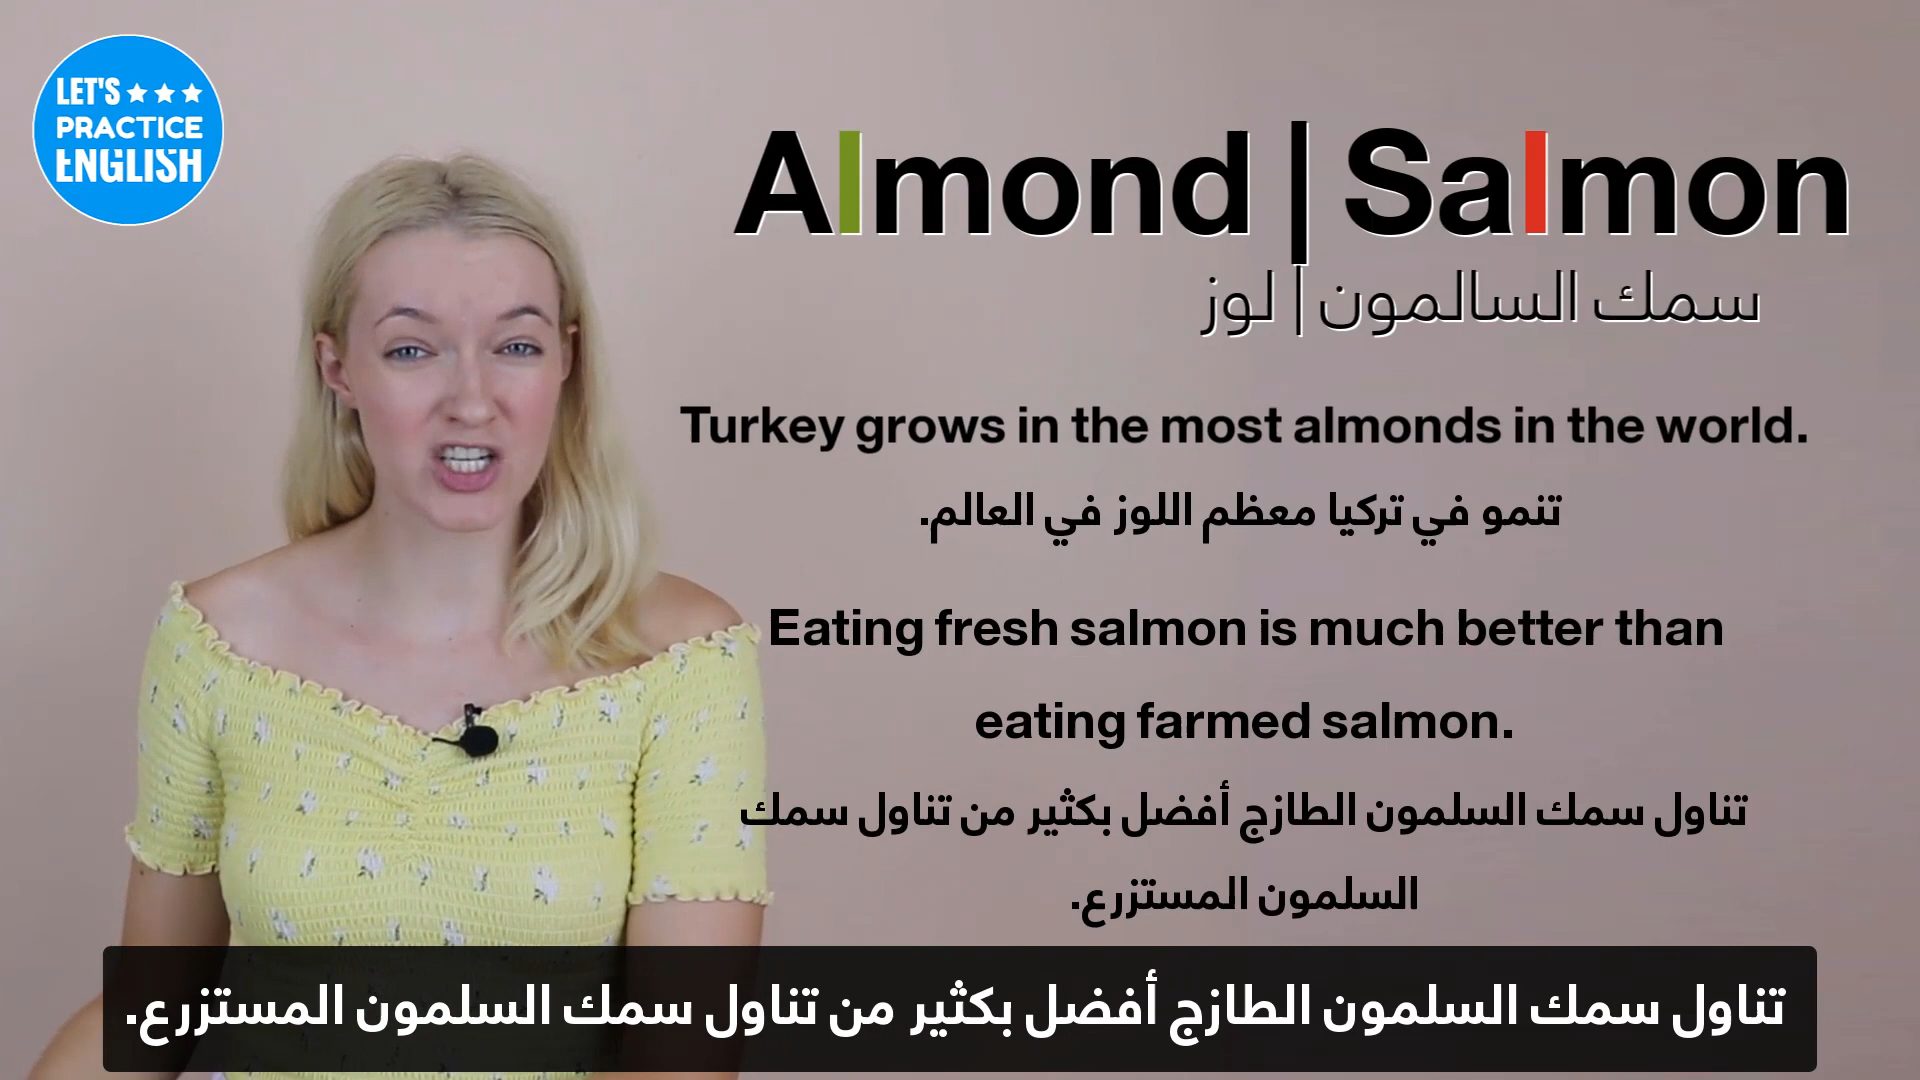 LET'S
PRACTICE
ENGLISH
Almond | Salmon
سمك السالمون | لوز
Turkey grows in the most almonds in the world.
تنمو في تركيا معظم اللوز في العالم.
Eating fresh salmon is much better than
eating farmed salmon.
تناول سمك السلمون الطازج أفضل بكثير من تناول سمك
السلمون المستزرع.
تناول سمك السلمون الطازج أفضل بكثير من تناول سمك السلمون المستزرع.